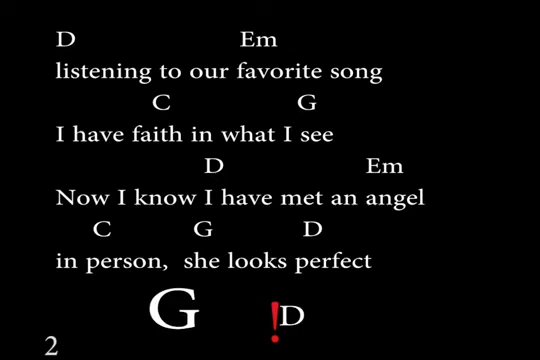 D Em
listening to our favorite song
C G
I have faith in what I see
D Em
Now I know I have met an angel
C G D
in person, she looks perfect
G !D
2